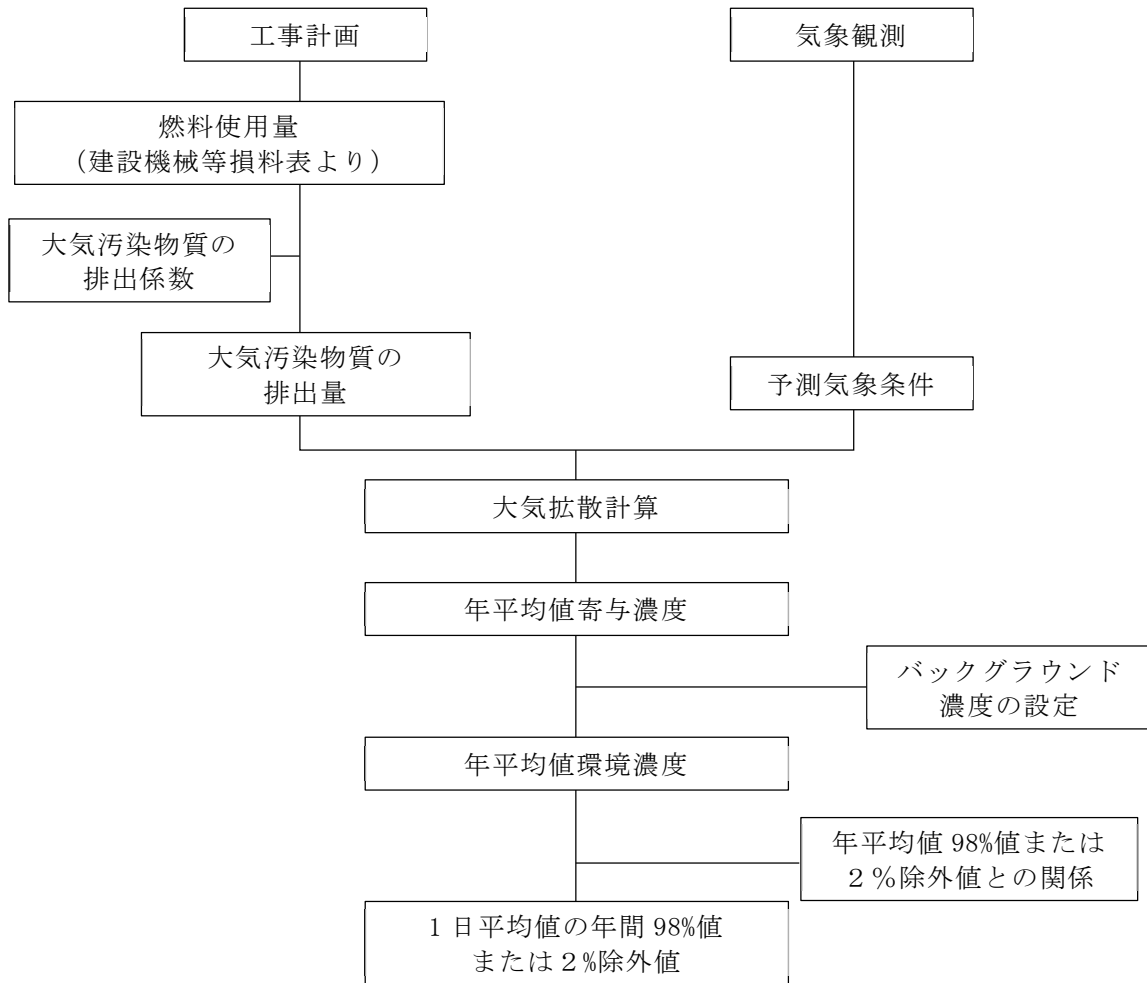 工事計画
気象観測
燃料使用量
（建設機械等損料表より）
大気汚染物質の
排出係数
大気汚染物質の
排出量
予測気象条件
大気拡散計算
年平均値寄与濃度
バックグラウンド
濃度の設定
年平均値環境濃度
年平均値 98%値または
２％除外値との関係
1 日平均値の年間 98%値
または２%除外値